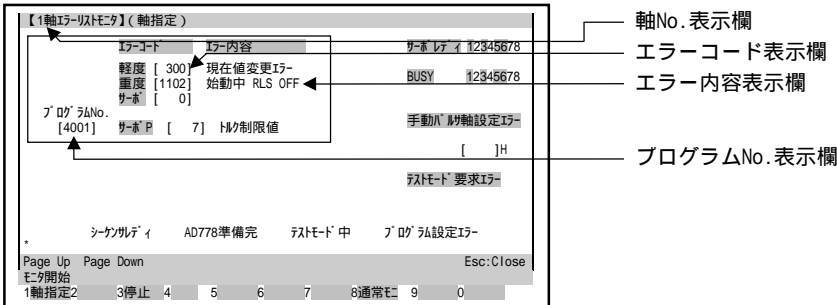 【1軸ｴﾗｰﾘｽﾄﾓﾆﾀ】(軸指定)
軸No.表示欄
ｴﾗｰｺｰﾄﾞ ｴﾗｰ内容 ｻｰﾎﾞﾚﾃﾞｨ 12345678
エラーコード表示欄
軽度 [ 300] 現在値変更ｴﾗｰ
重度 [1102] 始動中 RLS OFF BUSY 12345678
エラー内容表示欄
ｻｰﾎﾞ [ 0]
ﾌﾟﾛｸﾞﾗﾑNo.
[4001] ｻｰﾎﾞP [ 7] ﾄﾙｸ制限値 手動ﾊﾟﾙｻ軸設定ｴﾗｰ
[ ]H
プログラムNo.表示欄
ﾃｽﾄﾓｰﾄﾞ要求ｴﾗｰ
ｼｰｹﾝｻﾚﾃﾞｨ AD778準備完 ﾃｽﾄﾓｰﾄﾞ中 ﾌﾟﾛｸﾞﾗﾑ設定ｴﾗｰ
*
Page Up Page Down Esc:Close
ﾓﾆﾀ開始
1軸指定2 3停止 4 5 6 7 8通常ﾓﾆ 9 0